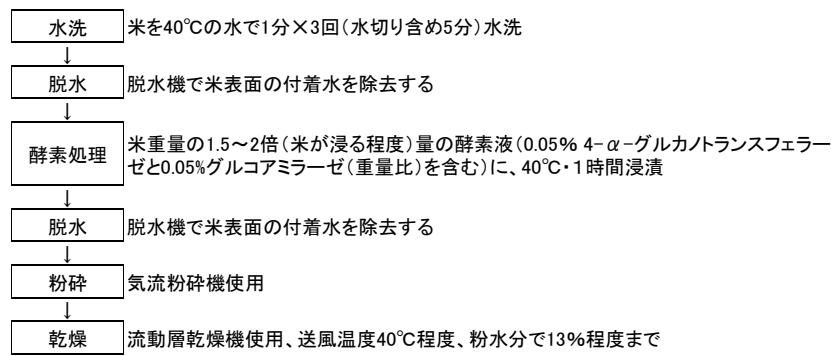 水洗 米を40℃の水で1分×3回(水切り含め5分)水洗
↓
脱水 脱水機で米表面の付着水を除去する
↓
酵素処理 米重量の1.5～2倍(米が浸る程度)量の酵素液(0.05% 4-α-グルカノトランスフェラー
ゼと0.05%グルコアミラーゼ(重量比)を含む)に、40℃・1時間浸漬
↓
脱水 脱水機で米表面の付着水を除去する
↓
粉砕 気流粉砕機使用
↓
乾燥 流動層乾燥機使用、送風温度40℃程度、粉水分で13%程度まで